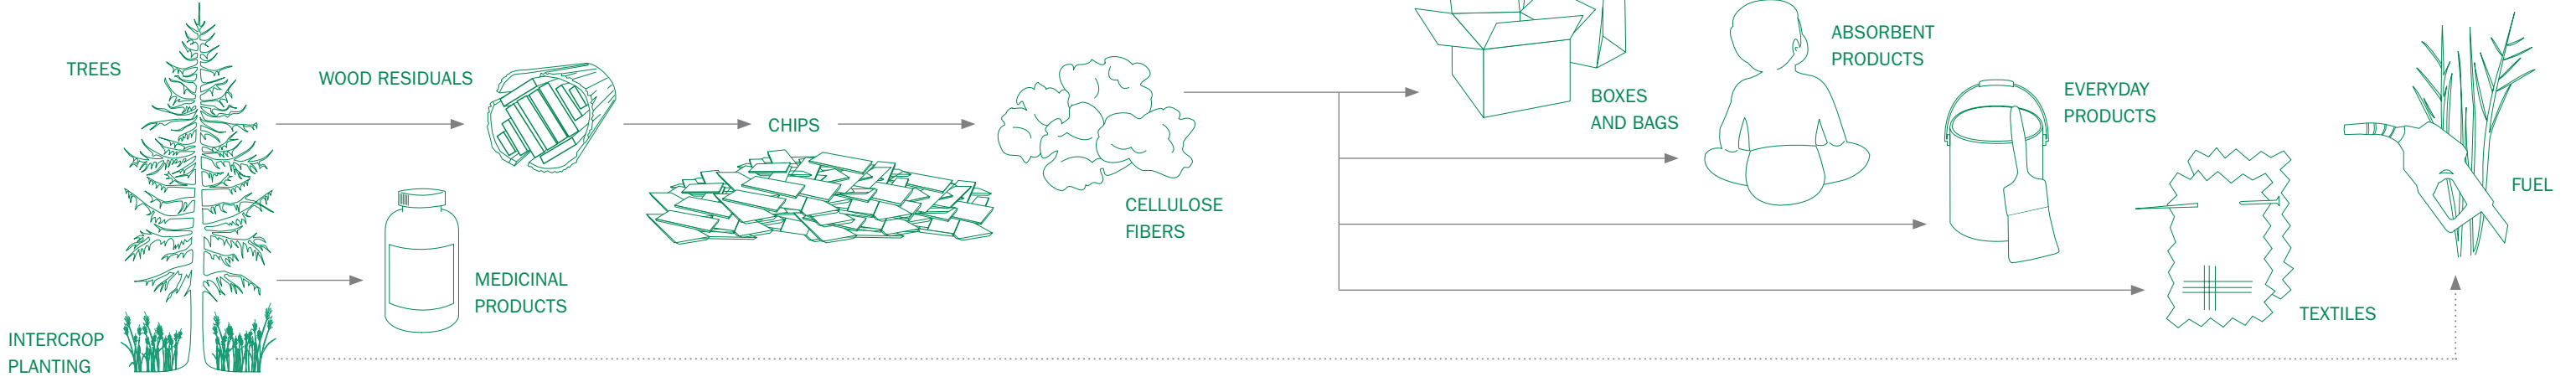 TREES
WOOD RESIDUALS
CHIPS
CELLULOSE
FIBERS
MEDICINAL
PRODUCTS
INTERCROP
PLANTING
BOXES
AND BAGS
ABSORBENT
PRODUCTS
EVERYDAY
PRODUCTS
TEXTILES
FUEL